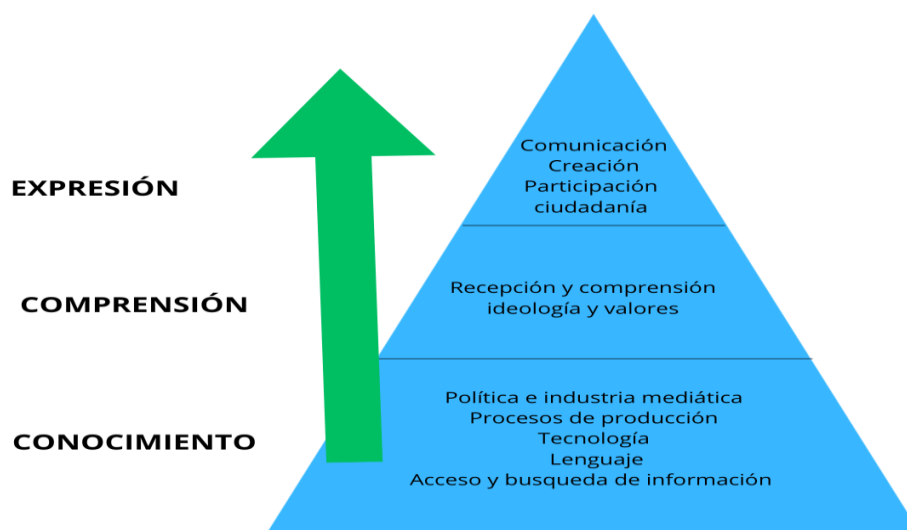 EXPRESIÓN
Comunicación
Creación
Participación
ciudadanía
COMPRENSIÓN
Recepción y comprensión
ideología y valores
CONOCIMIENTO
Política e industria mediática
Procesos de producción
Tecnología
Lenguaje
Acceso y busqueda de información